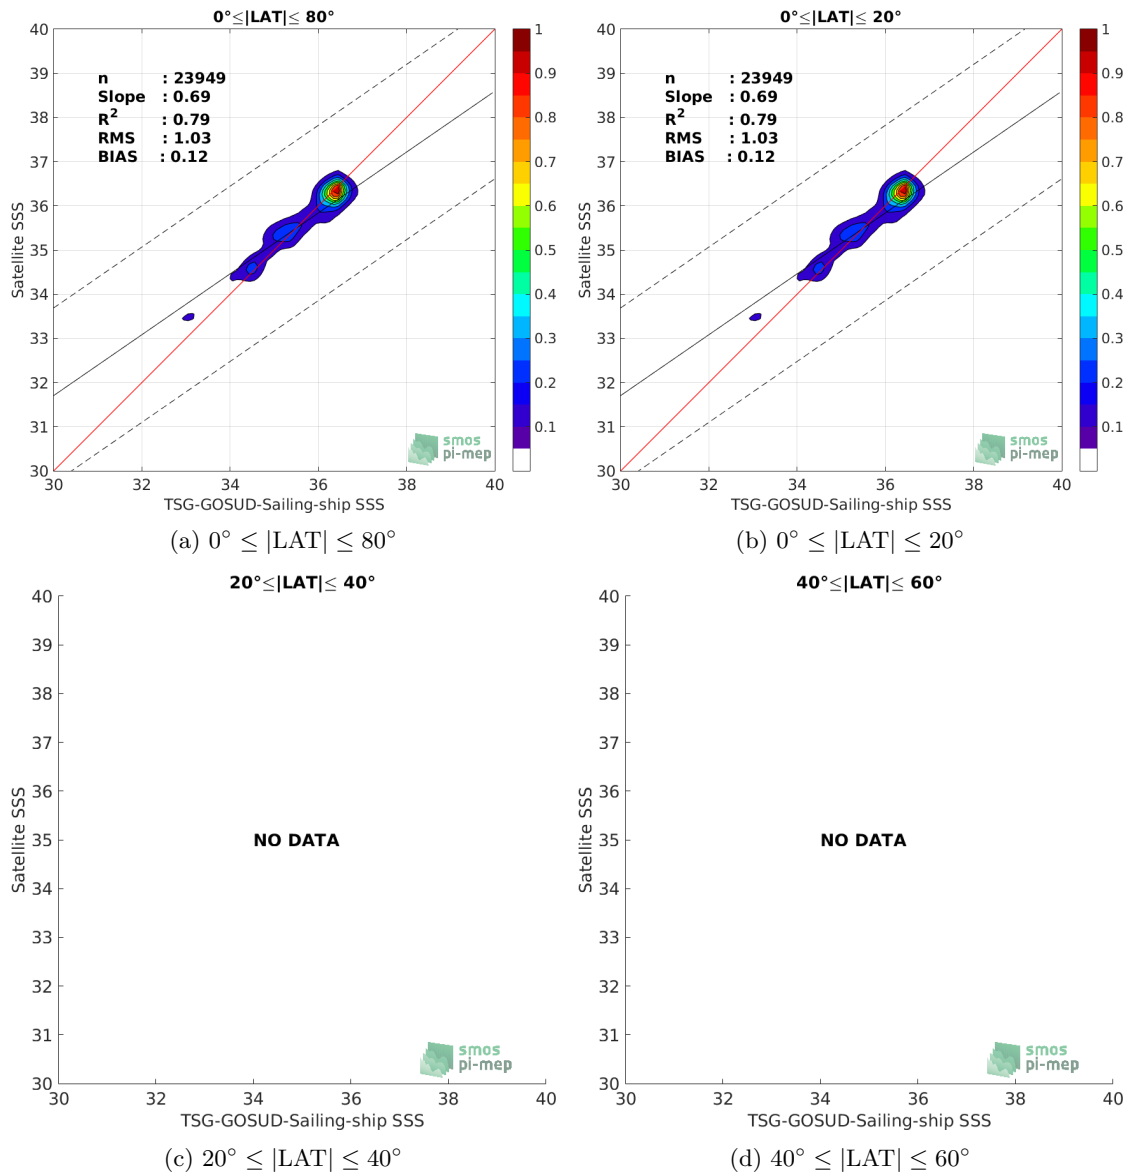 0°≤|LAT|≤ 80°
40
39
38
37
36
35
34
33
32
31
30
Satellite SSS
n : 23949
Slope : 0.69
R² : 0.79
RMS : 1.03
BIAS : 0.12
smos
pi-mep
30 32 34 36 38 40
TSG-GOSUD-Sailing-ship SSS
1
0.9
0.8
0.7
0.6
0.5
0.4
0.3
0.2
0.1
(a) 0° ≤ |LAT| ≤ 80°
0°≤|LAT|≤ 20°
40
39
38
37
36
35
34
33
32
31
30
Satellite SSS
n : 23949
Slope : 0.69
R² : 0.79
RMS : 1.03
BIAS : 0.12
smos
pi-mep
30 32 34 36 38 40
TSG-GOSUD-Sailing-ship SSS
1
0.9
0.8
0.7
0.6
0.5
0.4
0.3
0.2
0.1
(b) 0° ≤ |LAT| ≤ 20°
20°≤|LAT|≤ 40°
40
39
38
37
36
35
34
33
32
31
30
Satellite SSS
NO DATA
smos
pi-mep
30 32 34 36 38 40
TSG-GOSUD-Sailing-ship SSS
(c) 20° ≤ |LAT| ≤ 40°
40°≤|LAT|≤ 60°
40
39
38
37
36
35
34
33
32
31
30
Satellite SSS
NO DATA
smos
pi-mep
30 32 34 36 38 40
TSG-GOSUD-Sailing-ship SSS
(d) 40° ≤ |LAT| ≤ 60°